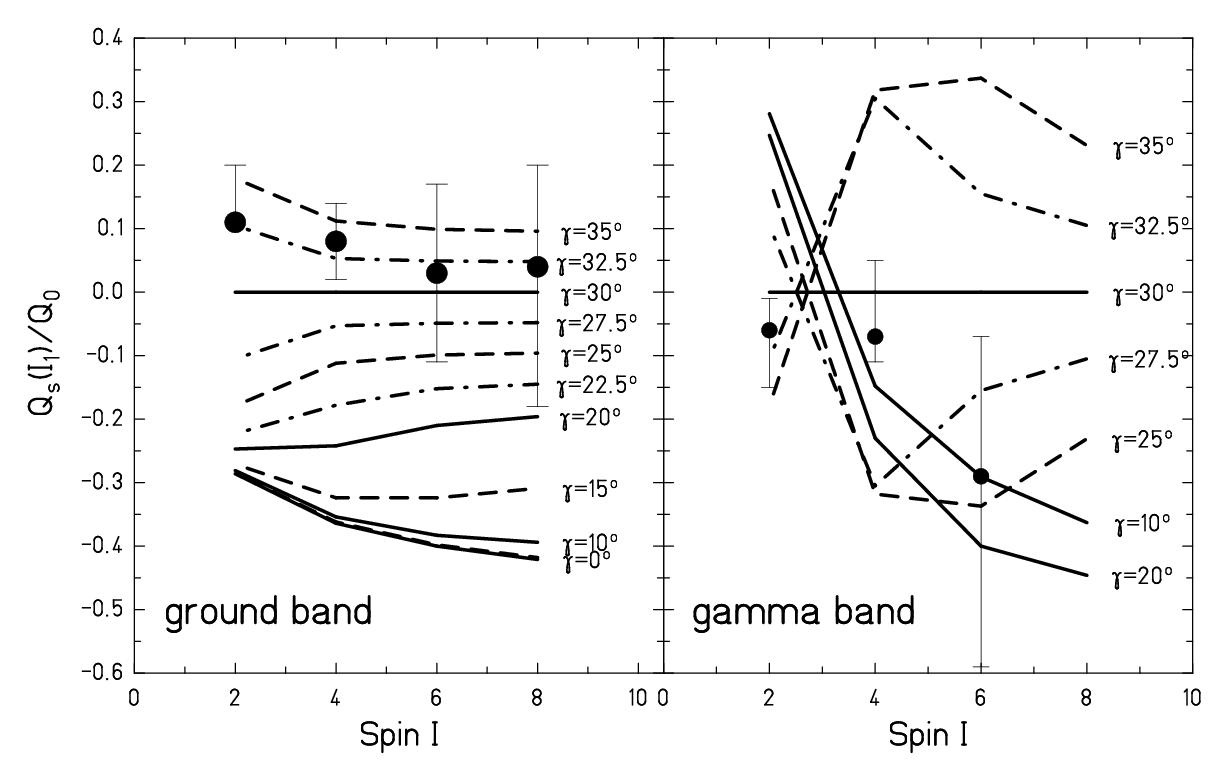 0.4
0.3
0.2
0.1
0.0
-0.1
-0.2
-0.3
-0.4
-0.5
-0.6
Qs(I1)/Q0
γ=35°
γ=32.5°
γ=30°
γ=27.5°
γ=25°
γ=22.5°
γ=20°
γ=15°
γ=10°
γ=0°
ground band
0 2 4 6 8 10
Spin I
γ=35°
γ=32.5°
γ=30°
γ=27.5°
γ=25°
γ=10°
γ=20°
gamma band
0 2 4 6 8 10
Spin I